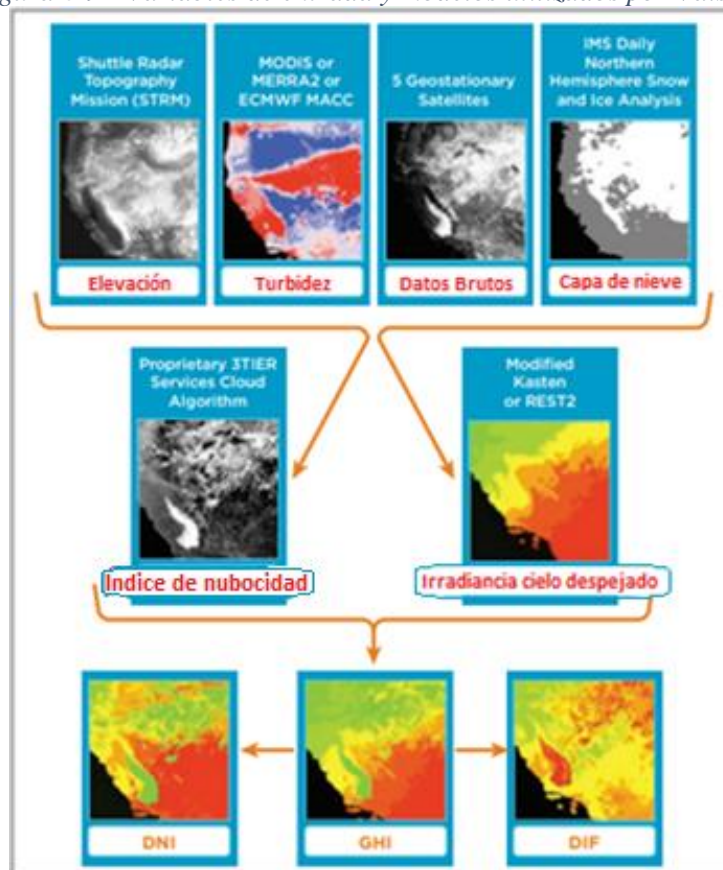 Shuttle Radar
Topography
Mission (STRM)
MODIS or
MERRA2 or
ECMWF MACC
5 Geostationary
Satellites
IMS Daily
Northern
Hemisphere Snow
and Ice Analysis
Elevación
Turbidez
Datos Brutos
Capa de nieve
Proprietary 3TIER
Services Cloud
Algorithm
Modified
Kasten
or REST2
Índice de nubocidad
Irradiancia cielo despejado
DNI
GHI
DIF